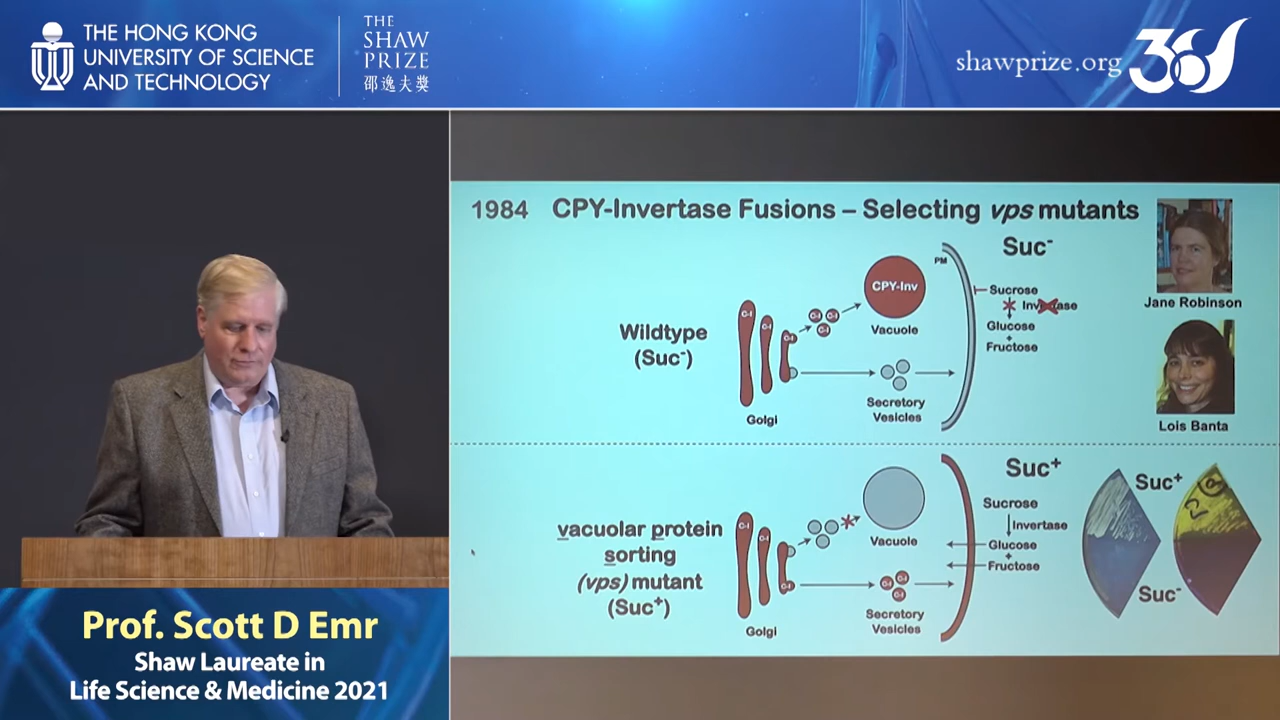 THE HONG KONG
UNIVERSITY OF SCIENCE
AND TECHNOLOGY
THE
SHAW
PRIZE
邵逸夫獎
shawprize.org
1984 CPY-Invertase Fusions – Selecting vps mutants
Suc⁻
PM
Jane Robinson
Wildtype
(Suc⁻)
C-I
C-I
C-I
C-I
C-I
C-I
CPY-Inv
Vacuole
Sucrose
Invertase
Glucose
+
Fructose
Golgi
Secretory
Vesicles
Lois Banta
vacuolar protein
sorting
(vps) mutant
(Suc⁺)
C-I
C-I
C-I
Vacuole
C-I
C-I
C-I
Golgi
Secretory
Vesicles
Suc⁺
Sucrose
Invertase
Glucose
+
Fructose
Suc⁺
Suc⁻
Prof. Scott D Emr
Shaw Laureate in
Life Science & Medicine 2021